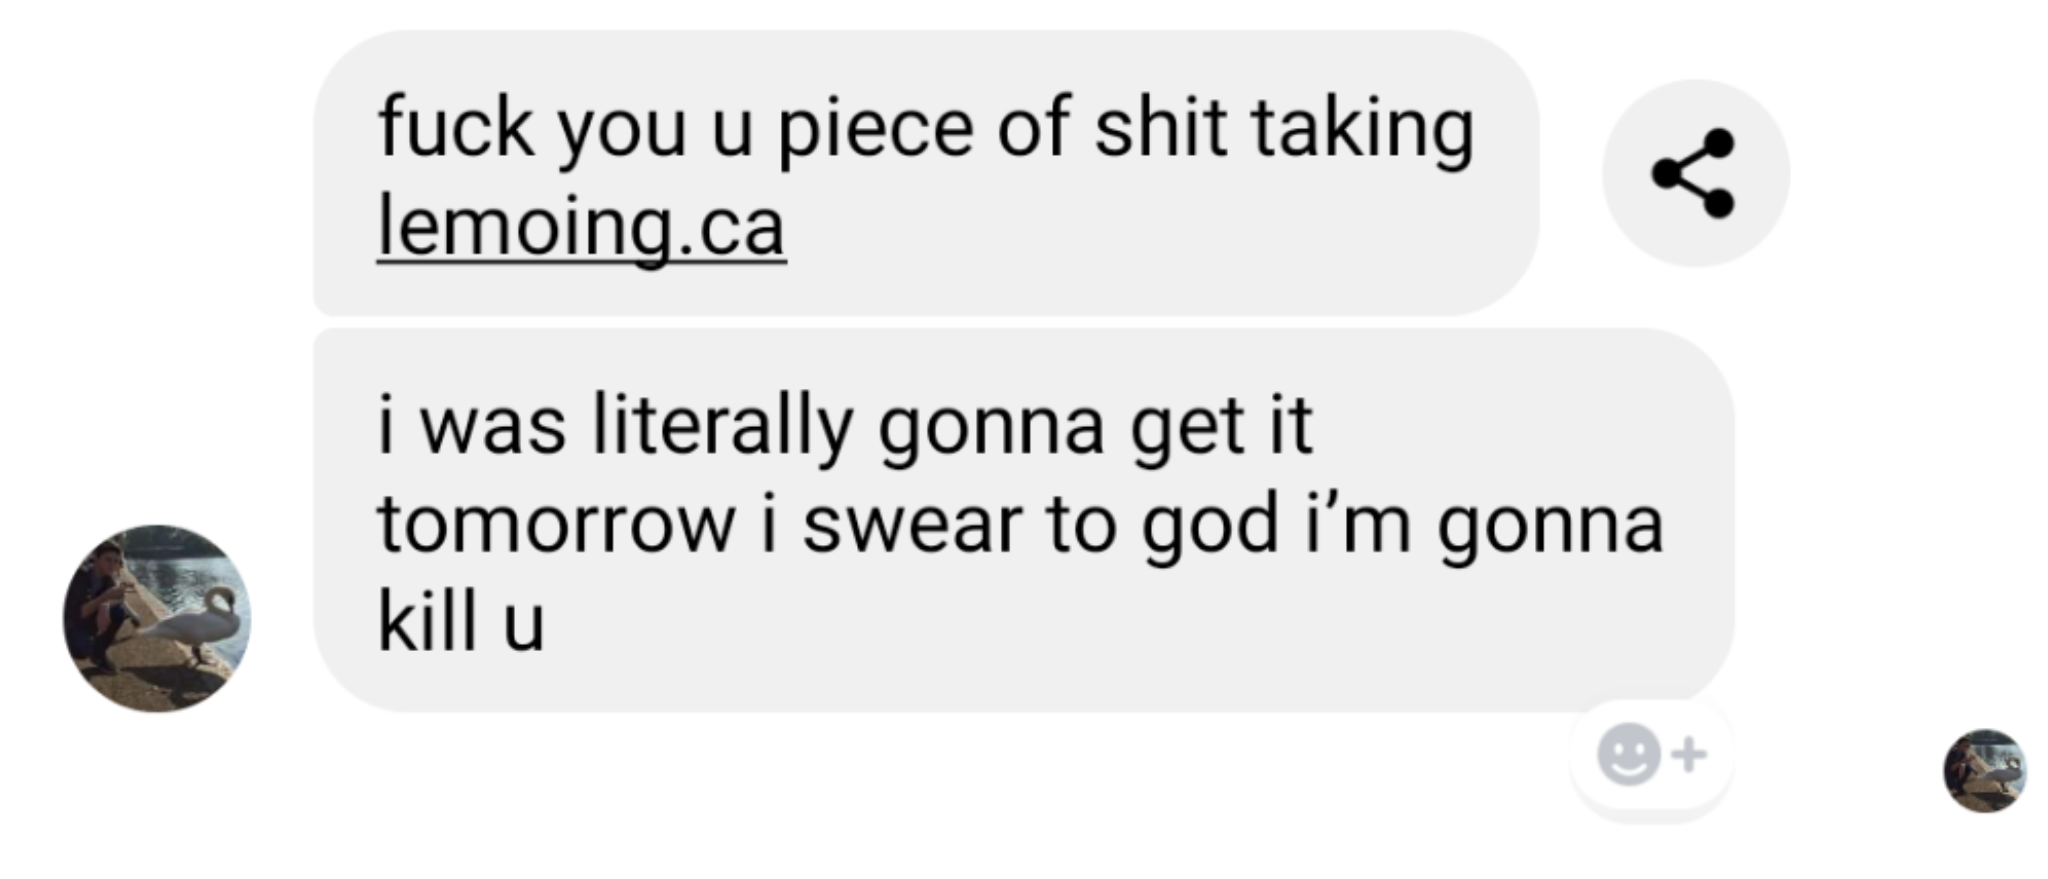 fuck you u piece of shit taking
lemoing.ca
i was literally gonna get it
tomorrow i swear to god i’m gonna
kill u